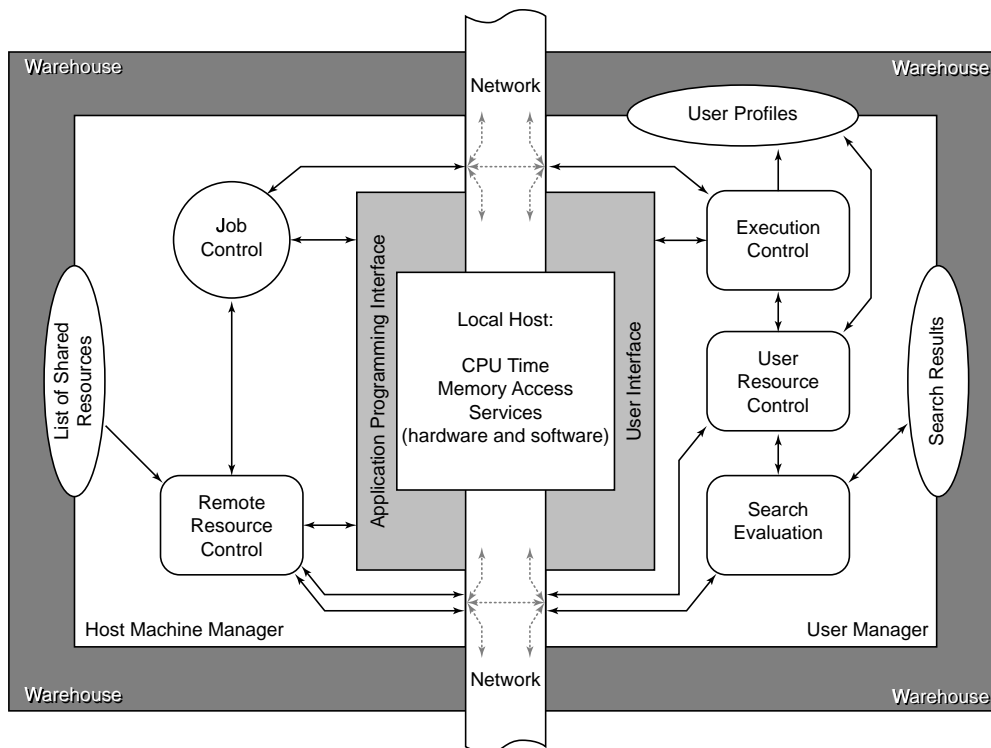 Warehouse
Warehouse
Network
User Profiles
Job
Control
Execution
Control
Application Programming Interface
User Interface
Local Host:
CPU Time
Memory Access
Services
(hardware and software)
List of Shared
Resources
User
Resource
Control
Search Results
Remote
Resource
Control
Search
Evaluation
Host Machine Manager
User Manager
Network
Warehouse
Warehouse